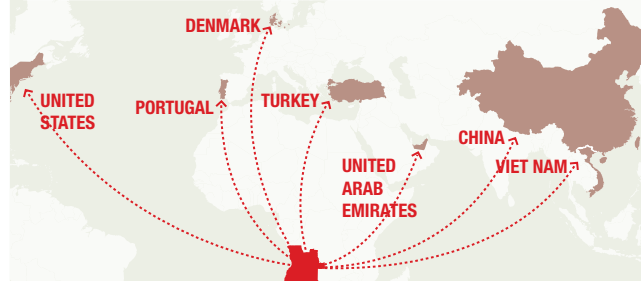 DENMARK
UNITED
STATES
PORTUGAL
TURKEY
UNITED
ARAB
EMIRATES
CHINA
VIET NAM